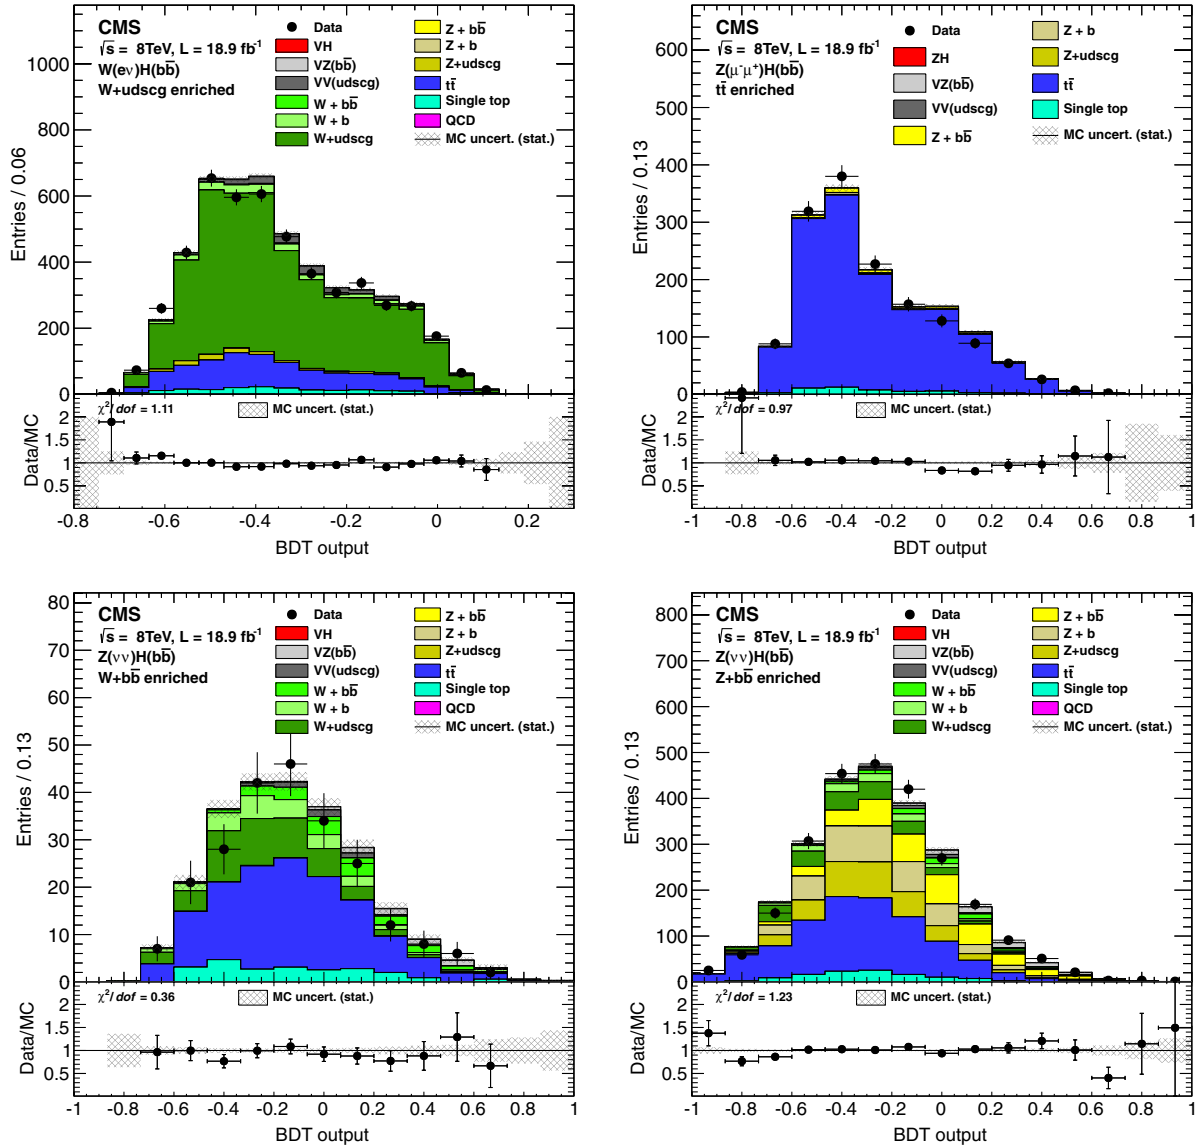 CMS
√s = 8TeV, L = 18.9 fb⁻¹
W(eν)H(bb̅)
W+udscg enriched
Data
VH
VZ(bb̅)
VV(udscg)
W + bb̅
W + b
W+udscg
Z + bb̅
Z + b
Z+udscg
tt̅
Single top
QCD
MC uncert. (stat.)
Entries / 0.06
1000
800
600
400
200
0
χ²/dof = 1.11
MC uncert. (stat.)
Data/MC
2
1.5
1
0.5
-0.8 -0.6 -0.4 -0.2 0 0.2
BDT output
CMS
√s = 8TeV, L = 18.9 fb⁻¹
Z(μ⁻μ⁺)H(bb̅)
tt̅ enriched
Data
ZH
VZ(bb̅)
VV(udscg)
Z + bb̅
Z + b
Z+udscg
tt̅
Single top
MC uncert. (stat.)
Entries / 0.13
600
500
400
300
200
100
0
χ²/dof = 0.97
MC uncert. (stat.)
Data/MC
2
1.5
1
0.5
-1 -0.8 -0.6 -0.4 -0.2 0 0.2 0.4 0.6 0.8 1
BDT output
CMS
√s = 8TeV, L = 18.9 fb⁻¹
Z(νν)H(bb̅)
W+bb̅ enriched
Data
VH
VZ(bb̅)
VV(udscg)
W + bb̅
W + b
W+udscg
Z + bb̅
Z + b
Z+udscg
tt̅
Single top
QCD
MC uncert. (stat.)
Entries / 0.13
80
70
60
50
40
30
20
10
0
χ²/dof = 0.36
MC uncert. (stat.)
Data/MC
2
1.5
1
0.5
-1 -0.8 -0.6 -0.4 -0.2 0 0.2 0.4 0.6 0.8 1
BDT output
CMS
√s = 8TeV, L = 18.9 fb⁻¹
Z(νν)H(bb̅)
Z+bb̅ enriched
Data
VH
VZ(bb̅)
VV(udscg)
W + bb̅
W + b
W+udscg
Z + bb̅
Z + b
Z+udscg
tt̅
Single top
QCD
MC uncert. (stat.)
Entries / 0.13
800
700
600
500
400
300
200
100
0
χ²/dof = 1.23
MC uncert. (stat.)
Data/MC
2
1.5
1
0.5
-1 -0.8 -0.6 -0.4 -0.2 0 0.2 0.4 0.6 0.8 1
BDT output